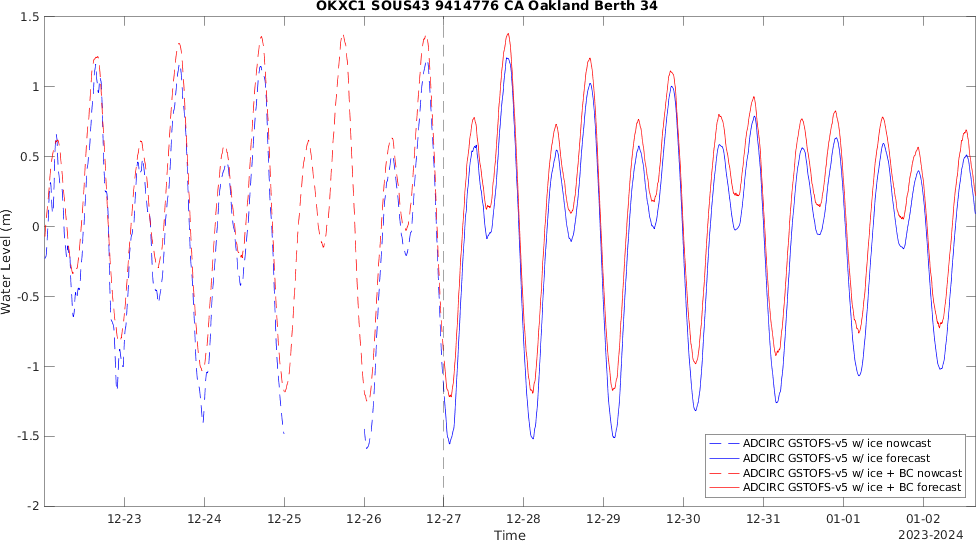 OKXC1 SOUS43 9414776 CA Oakland Berth 34
Water Level (m)
1.5
1
0.5
0
-0.5
-1
-1.5
-2
12-23
12-24
12-25
12-26
12-27
12-28
12-29
12-30
12-31
01-01
01-02
2023-2024
Time
ADCIRC GSTOFS-v5 w/ ice nowcast
ADCIRC GSTOFS-v5 w/ ice forecast
ADCIRC GSTOFS-v5 w/ ice + BC nowcast
ADCIRC GSTOFS-v5 w/ ice + BC forecast